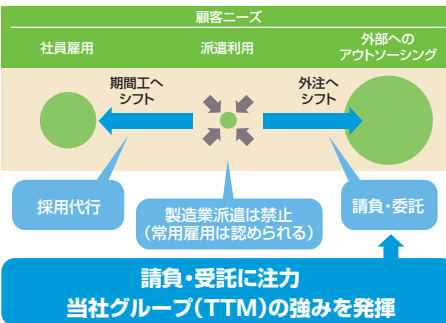 顧客ニーズ
社員雇用
派遣利用
外部への
アウトソーシング
期間工へ
シフト
外注へ
シフト
採用代行
製造業派遣は禁止
（常用雇用は認められる）
請負・委託
請負・受託に注力
当社グループ（TTM）の強みを発揮